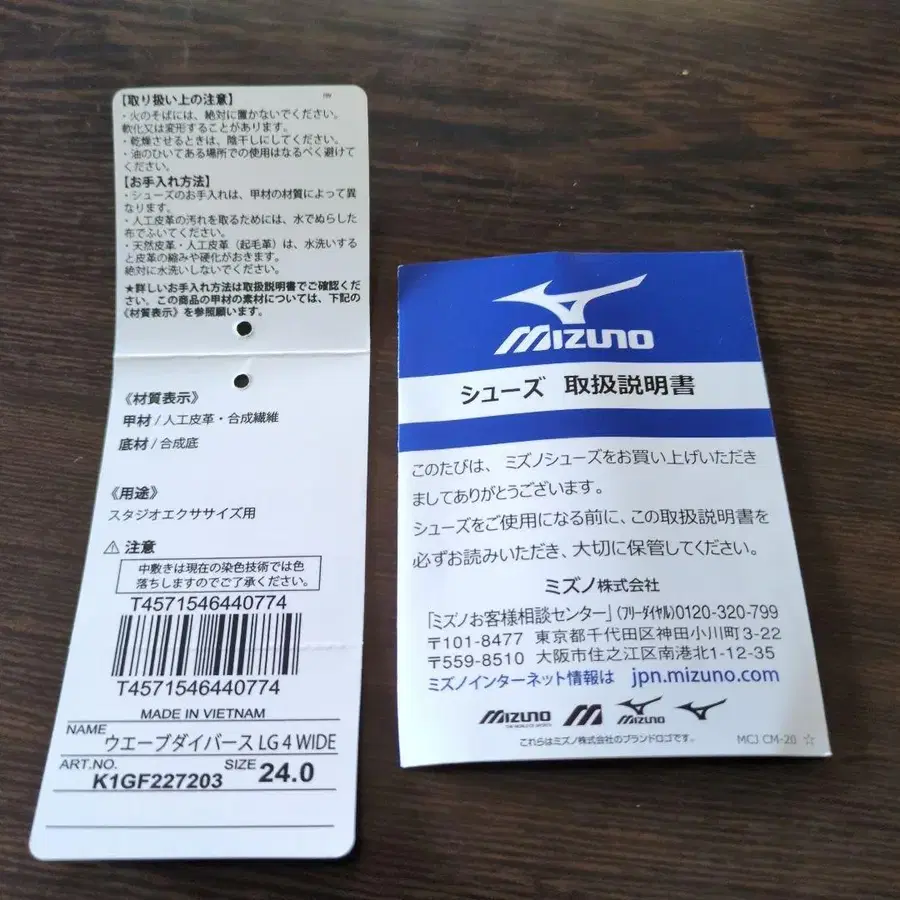 【取り扱い上の注意】
・火のそばには、絶対に置かないでください。
軟化又は変形することがあります。
・乾燥させるときは、陰干しにしてください。
・油のひいてある場所での使用はなるべく避けて
ください。
【お手入れ方法】
・シューズのお手入れは、甲材の材質によって異
なります。
・人工皮革の汚れを取るためには、水でぬらした
布でふいてください。
・天然皮革・人工皮革（起毛革）は、水洗いする
と皮革の縮みや硬化がおきます。
絶対に水洗いしないでください。
★詳しいお手入れ方法は取扱説明書でご確認くだ
さい。この商品の甲材の素材については、下記の
《材質表示》を参照願います。
《材質表示》
甲材/人工皮革・合成繊維
底材/合成底
《用途》
スタジオエクササイズ用
⚠ 注意
中敷きは現在の染色技術では色
落ちしますのでご了承ください。
T4571546440774
T4571546440774
MADE IN VIETNAM
NAME ウエーブダイバース LG 4 WIDE
ART.NO. K1GF227203 SIZE 24.0
MIZUNO
シューズ 取扱説明書
このたびは、ミズノシューズをお買い上げいただき
ましてありがとうございます。
シューズをご使用になる前に、この取扱説明書を
必ずお読みいただき、大切に保管してください。
ミズノ株式会社
「ミズノお客様相談センター」(フリーダイヤル)0120-320-799
〒101-8477 東京都千代田区神田小川町3-22
〒559-8510 大阪市住之江区南港北1-12-35
ミズノインターネット情報は jpn.mizuno.com
MIZUNO MIZUNO
これらはミズノ株式会社のブランドロゴです。 MCJ CM-20 ☆